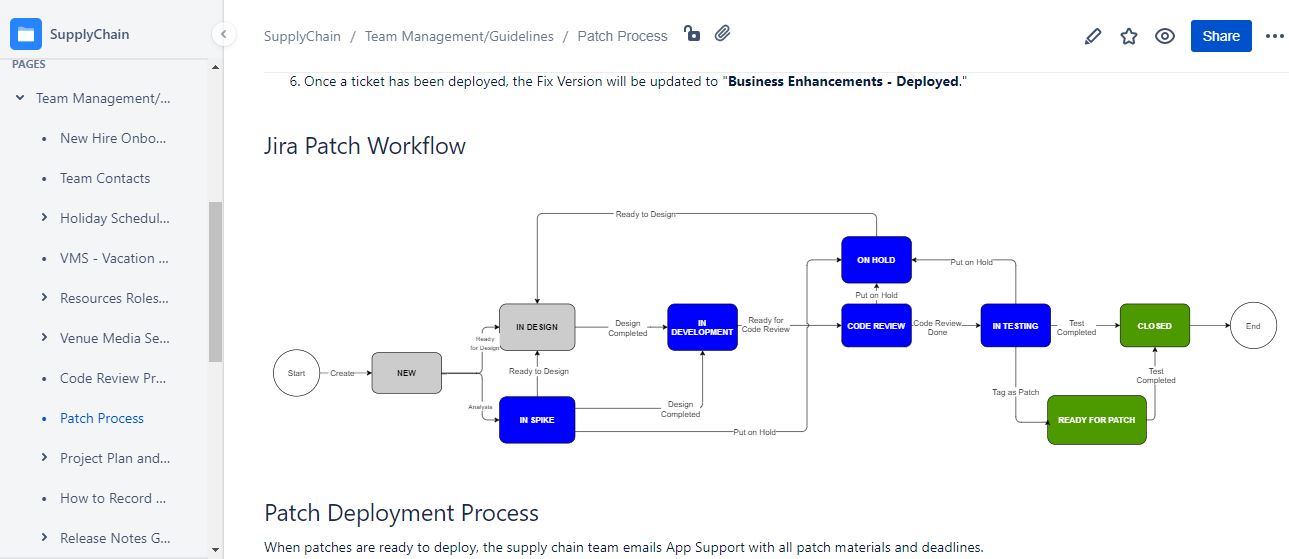 SupplyChain
PAGES
Team Management/...
New Hire Onbo...
Team Contacts
Holiday Schedul...
VMS - Vacation ...
Resources Roles...
Venue Media Se...
Code Review Pr...
Patch Process
Project Plan and...
How to Record ...
Release Notes G...
SupplyChain / Team Management/Guidelines / Patch Process
Share
6. Once a ticket has been deployed, the Fix Version will be updated to "Business Enhancements - Deployed."
Jira Patch Workflow
Ready to Design
ON HOLD
Put on Hold
Put on Hold
IN DESIGN
Design
Completed
IN
DEVELOPMENT
Ready for
Code Review
CODE REVIEW
Code Review
Done
IN TESTING
Test
Completed
CLOSED
End
Ready
for Design
Start
Create
NEW
Ready to Design
Analysis
IN SPIKE
Design
Completed
Put on Hold
Tag as Patch
READY FOR PATCH
Test
Completed
Patch Deployment Process
When patches are ready to deploy, the supply chain team emails App Support with all patch materials and deadlines.